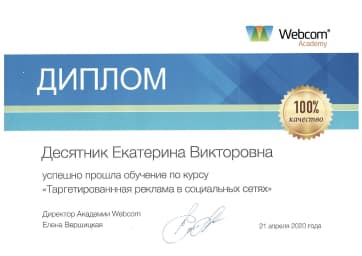 Webcom®
Academy
ДИПЛОМ
100%
качество
Десятник Екатерина Викторовна
успешно прошла обучение по курсу
«Таргетированнная реклама в социальных сетях»
Директор Академии Webcom
Елена Вершицкая
21 апреля 2020 года